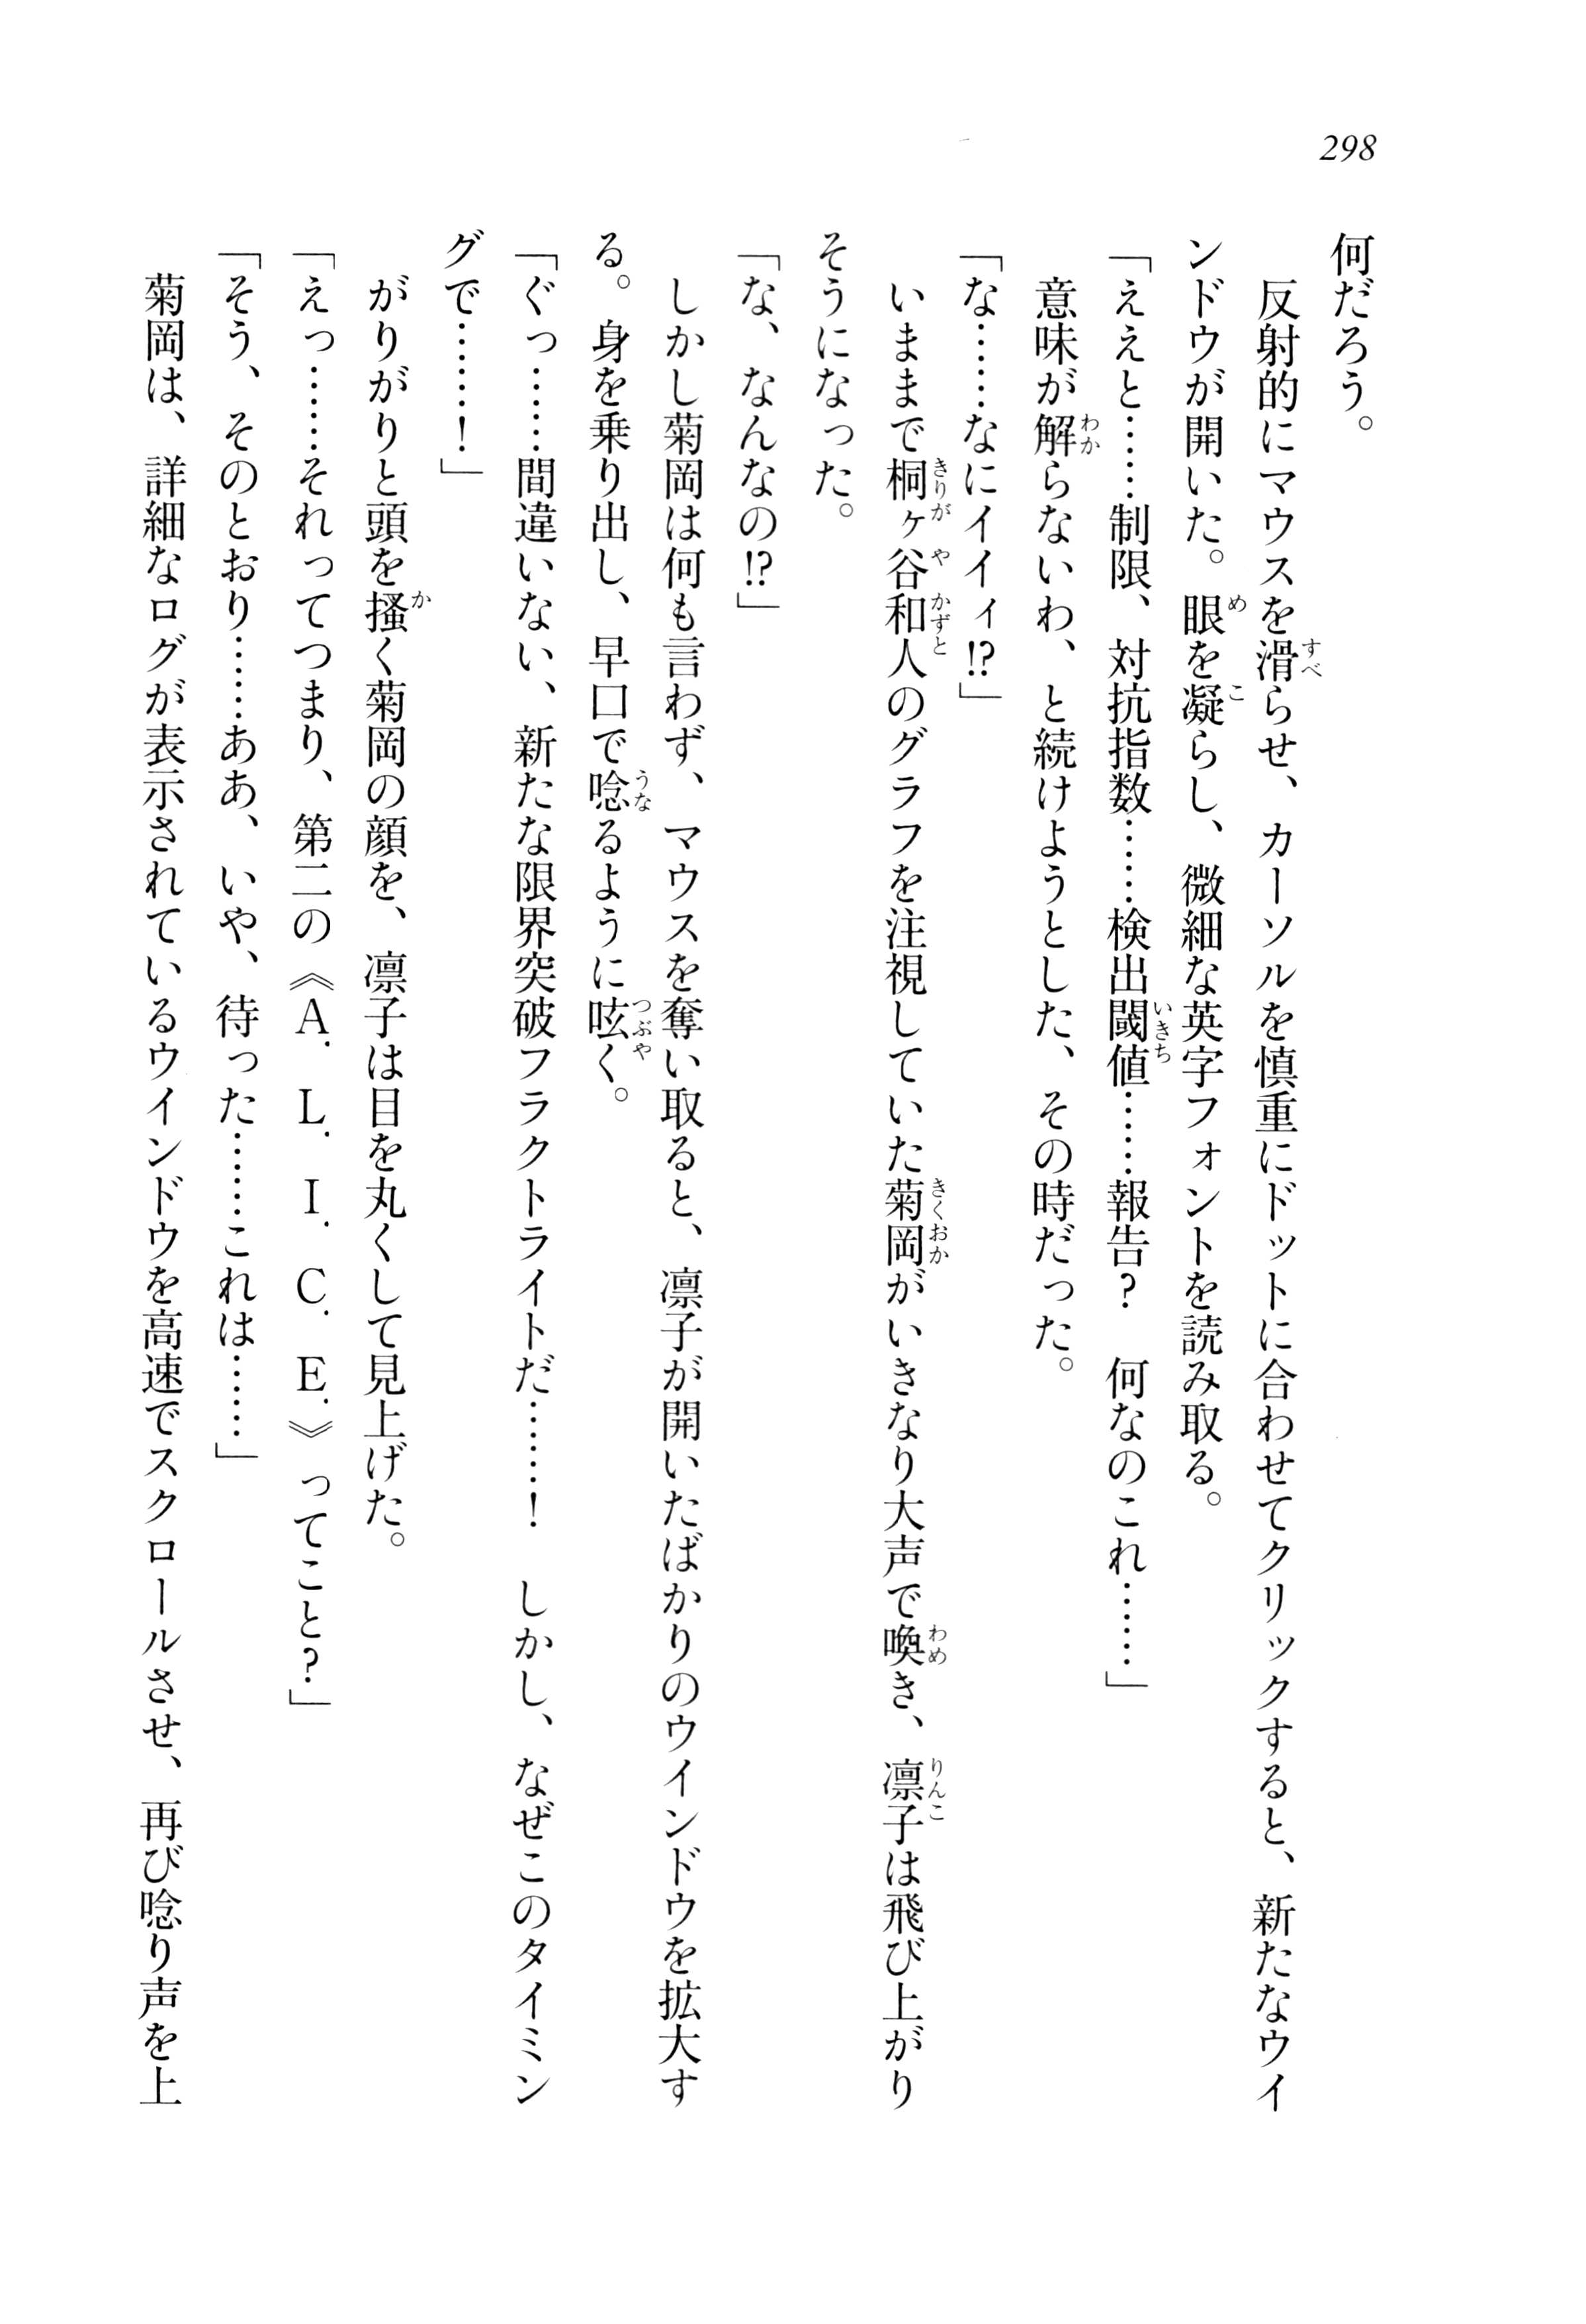 298
何だろう。
　反射的にマウスを滑らせ、カーソルを慎重にドットに合わせてクリックすると、新たなウイ
ンドウが開いた。眼を凝らし、微細な英字フォントを読み取る。
「ええと……制限、対抗指数……検出閾値……報告？　何なのこれ……」
　意味が解らないわ、と続けようとした、その時だった。
「な……なにイイィ!?」
　いままで桐ヶ谷和人のグラフを注視していた菊岡がいきなり大声で喚き、凛子は飛び上がり
そうになった。
「な、なんなの!?」
　しかし菊岡は何も言わず、マウスを奪い取ると、凛子が開いたばかりのウインドウを拡大す
る。身を乗り出し、早口で唸るように呟く。
「ぐっ……間違いない、新たな限界突破フラクトライトだ……！　しかし、なぜこのタイミン
グで……！」
　がりがりと頭を掻く菊岡の顔を、凛子は目を丸くして見上げた。
「えっ……それってつまり、第二の《A. L. I. C. E.》ってこと？」
「そう、そのとおり……ああ、いや、待った……これは……」
　菊岡は、詳細なログが表示されているウインドウを高速でスクロールさせ、再び唸り声を上